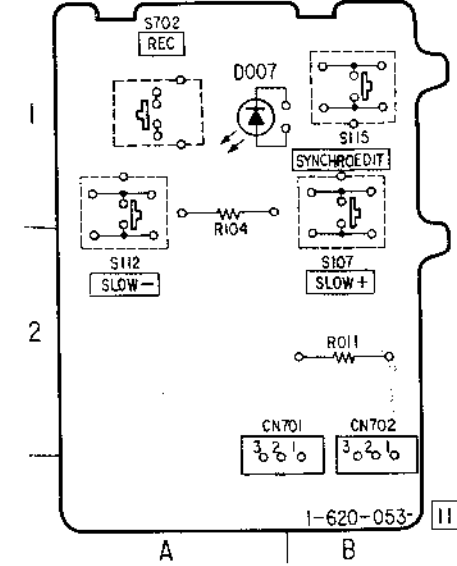 S702
REC
D007
1
S115
SYNCHROEDIT
R104
S112
SLOW-
S107
SLOW+
2
R011
CN701
CN702
3 2 1
3 2 1
1-620-053-
11
A
B